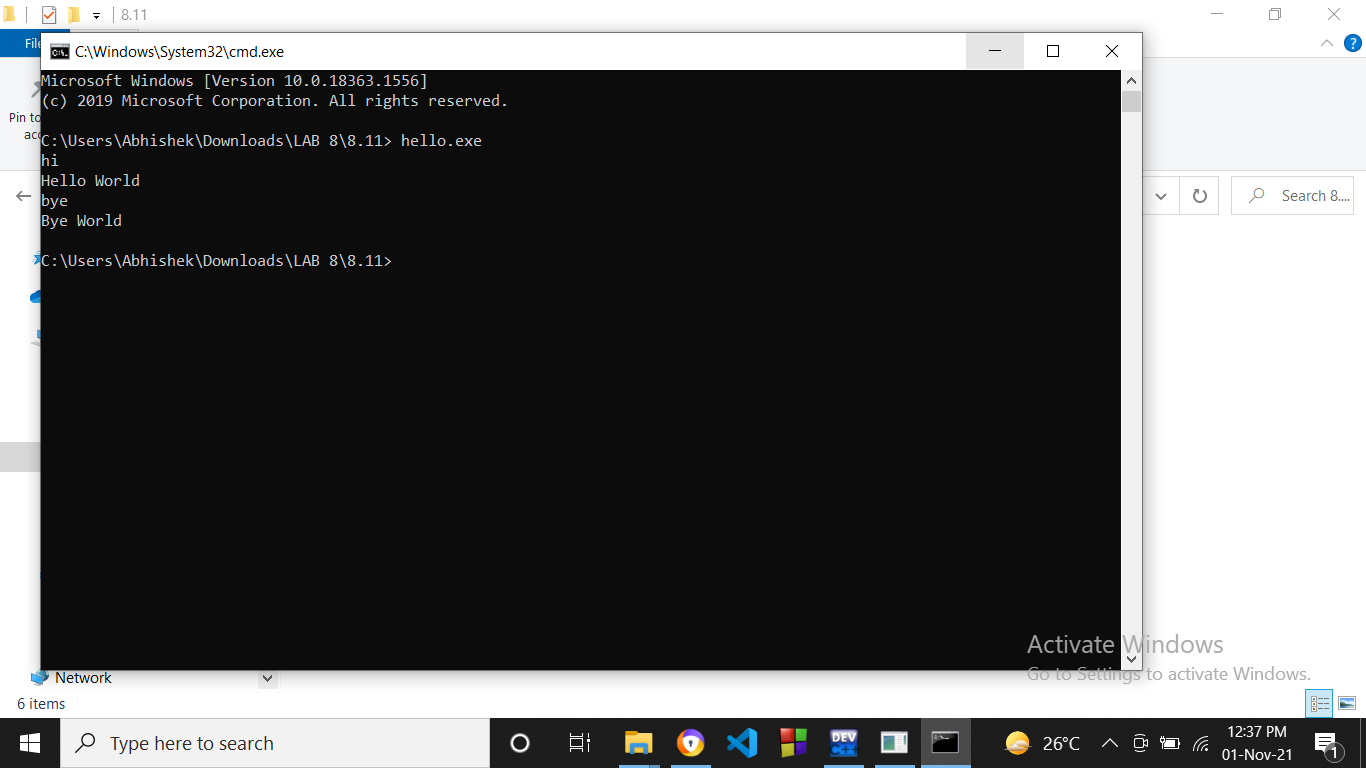 8.11
File
C:\Windows\System32\cmd.exe
Microsoft Windows [Version 10.0.18363.1556]
(c) 2019 Microsoft Corporation. All rights reserved.
C:\Users\Abhishek\Downloads\LAB 8\8.11> hello.exe
hi
Hello World
bye
Bye World
C:\Users\Abhishek\Downloads\LAB 8\8.11>
Pin to
Search 8....
Activate Windows
Go to Settings to activate Windows.
Network
6 items
Type here to search
DEV
C++
26°C
12:37 PM
01-Nov-21
1